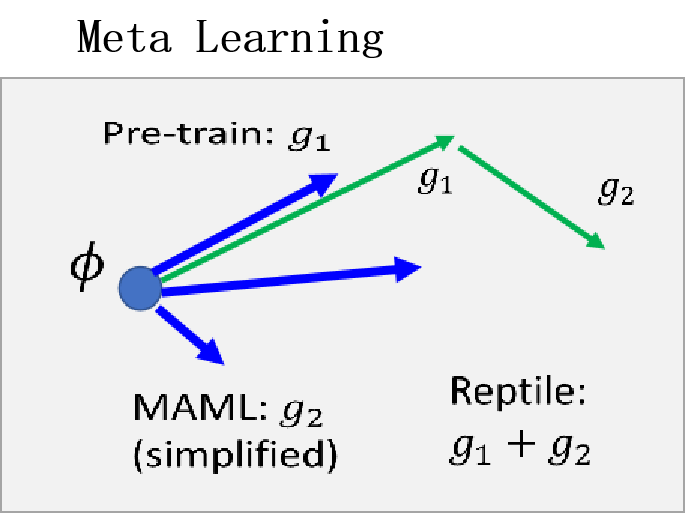 Meta Learning
Pre-train: g₁
g₁
g₂
ϕ
MAML: g₂
(simplified)
Reptile:
g₁ + g₂